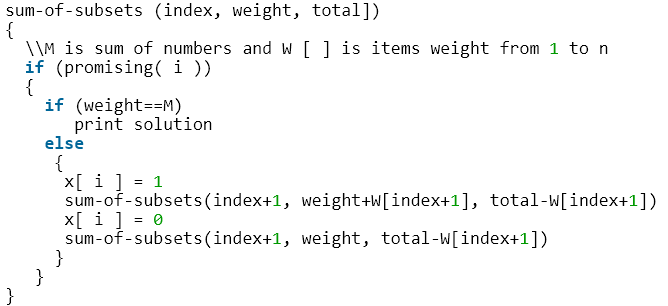 sum-of-subsets (index, weight, total])
{
\\M is sum of numbers and W [ ] is items weight from 1 to n
if (promising( i ))
{
if (weight==M)
print solution
else
{
x[ i ] = 1
sum-of-subsets(index+1, weight+W[index+1], total-W[index+1])
x[ i ] = 0
sum-of-subsets(index+1, weight, total-W[index+1])
}
}
}